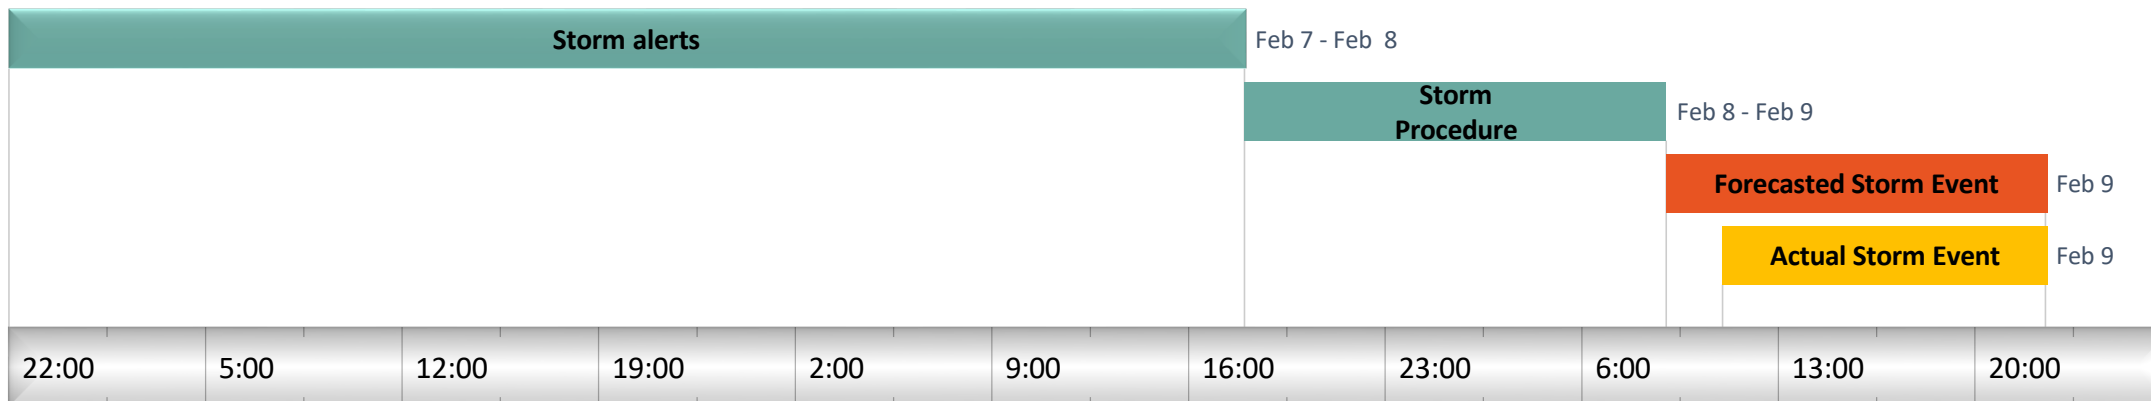 Storm alerts
Feb 7 - Feb  8
Storm
Procedure
Feb 8 - Feb 9
Forecasted Storm Event
Feb 9
Actual Storm Event
Feb 9
22:00 5:00 12:00 19:00 2:00 9:00 16:00 23:00 6:00 13:00 20:00